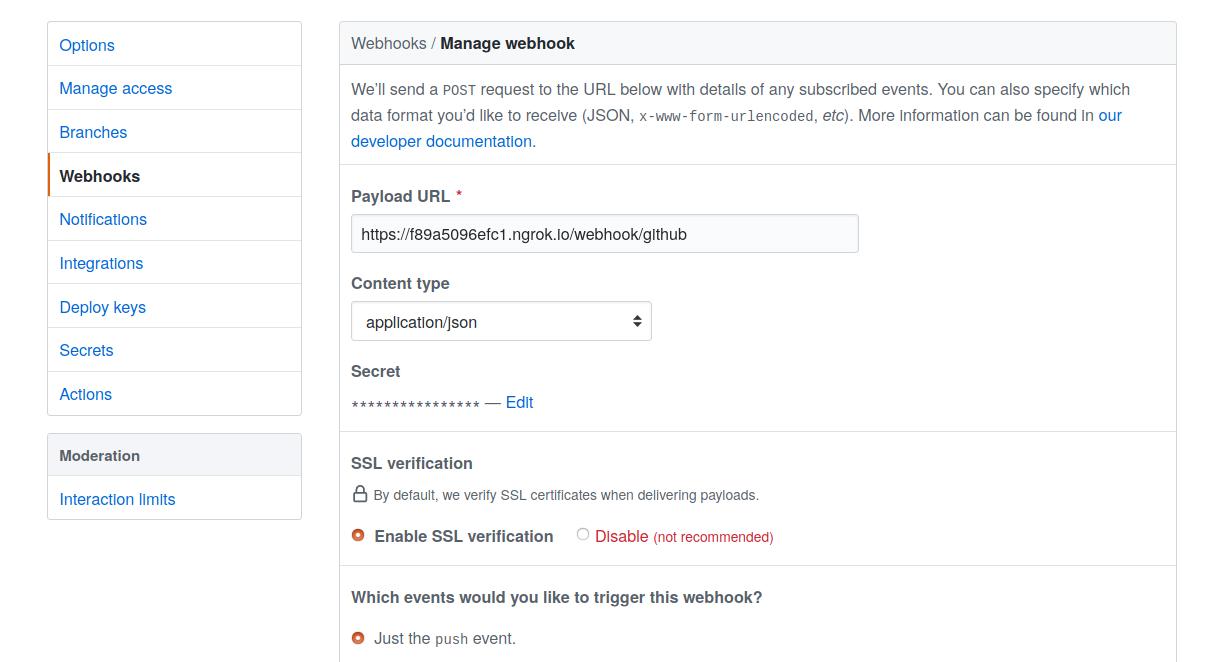 Options
Manage access
Branches
Webhooks
Notifications
Integrations
Deploy keys
Secrets
Actions
Moderation
Interaction limits
Webhooks / Manage webhook
We’ll send a POST request to the URL below with details of any subscribed events. You can also specify which
data format you’d like to receive (JSON, x-www-form-urlencoded, etc). More information can be found in our
developer documentation.
Payload URL *
https://f89a5096efc1.ngrok.io/webhook/github
Content type
application/json
Secret
**************** — Edit
SSL verification
By default, we verify SSL certificates when delivering payloads.
Enable SSL verification Disable (not recommended)
Which events would you like to trigger this webhook?
Just the push event.